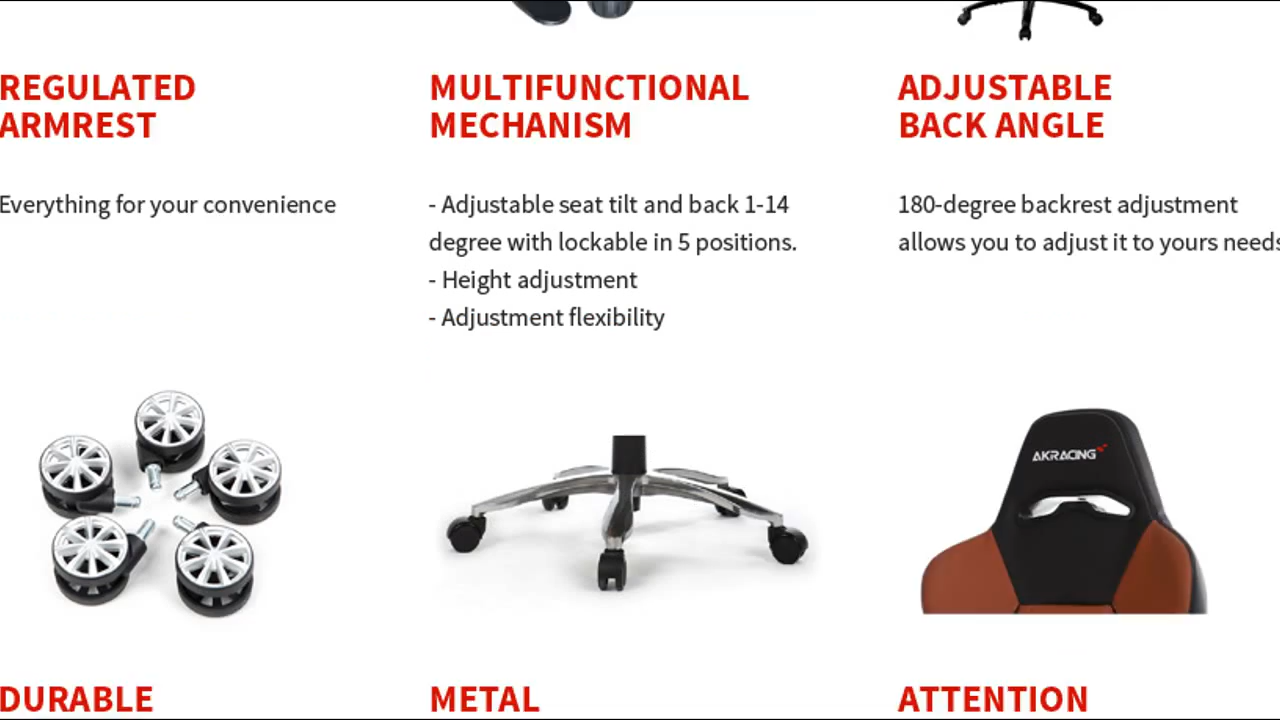 REGULATED
ARMREST
Everything for your convenience
MULTIFUNCTIONAL
MECHANISM
- Adjustable seat tilt and back 1-14
degree with lockable in 5 positions.
- Height adjustment
- Adjustment flexibility
ADJUSTABLE
BACK ANGLE
180-degree backrest adjustment
allows you to adjust it to yours needs
AKRACING
DURABLE
METAL
ATTENTION